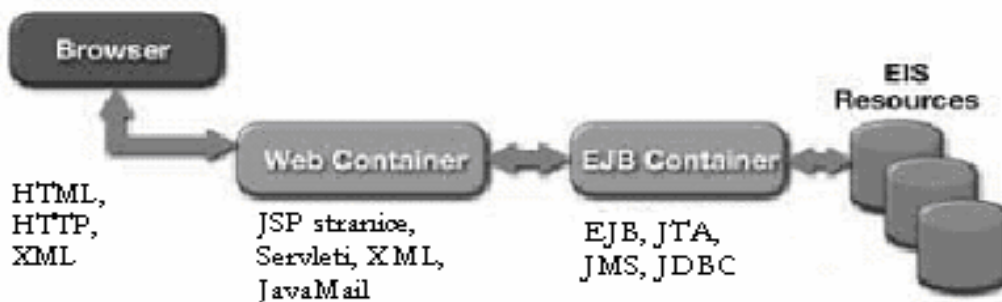 Browser
EIS
Resources
Web Container
EJB Container
HTML,
HTTP,
XML
JSP stranice,
Servleti, XML,
JavaMail
EJB, JTA,
JMS, JDBC